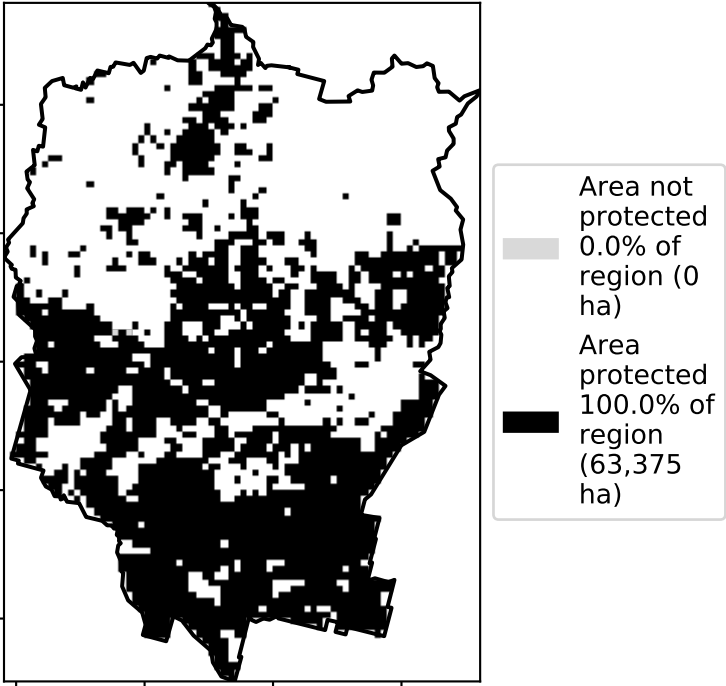 Area not
protected
0.0% of
region (0
ha)
Area
protected
100.0% of
region
(63,375
ha)